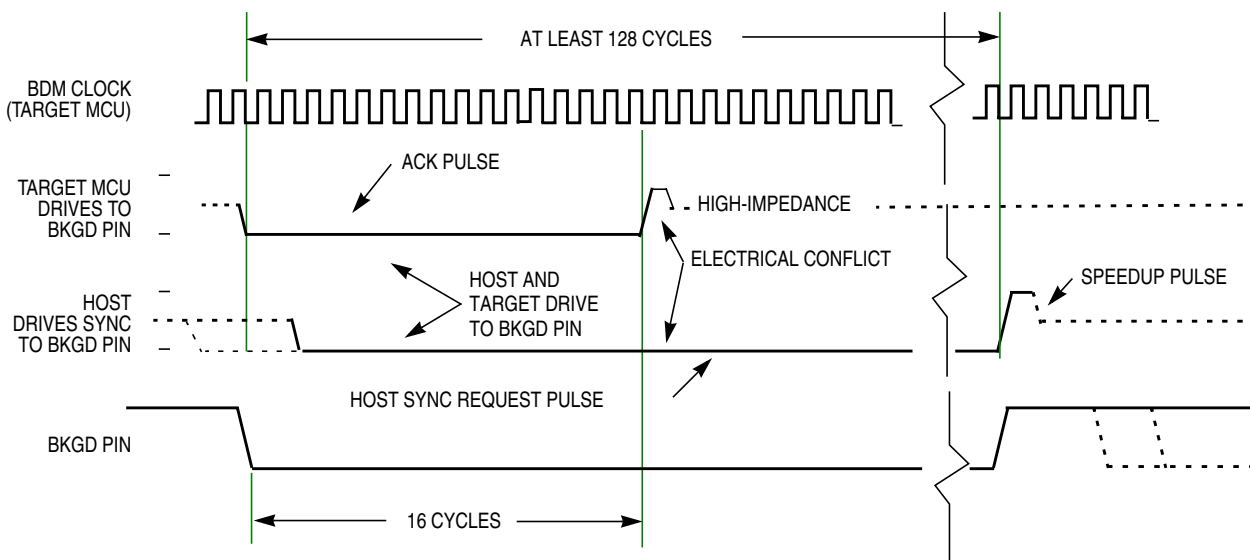 AT LEAST 128 CYCLES
BDM CLOCK
(TARGET MCU)
ACK PULSE
TARGET MCU
DRIVES TO
BKGD PIN
HIGH-IMPEDANCE
ELECTRICAL CONFLICT
HOST AND
TARGET DRIVE
TO BKGD PIN
SPEEDUP PULSE
HOST
DRIVES SYNC
TO BKGD PIN
HOST SYNC REQUEST PULSE
BKGD PIN
16 CYCLES